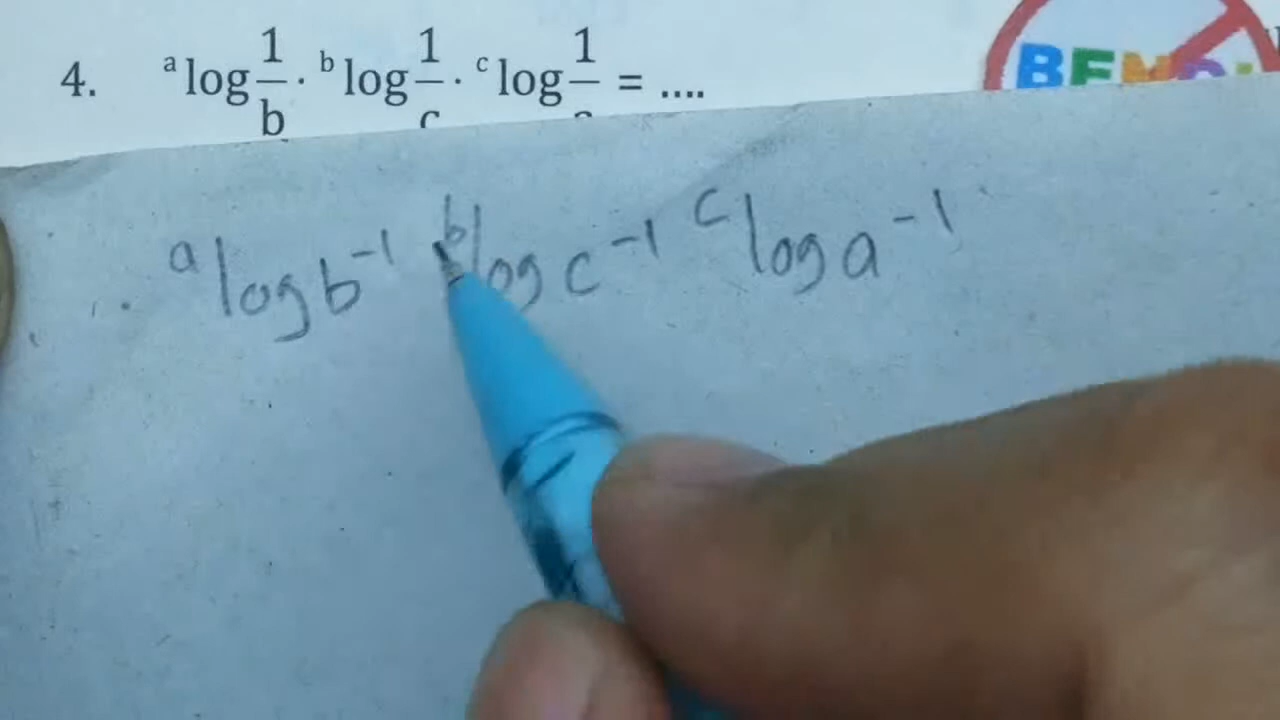 4. ᵃlog 1/b · ᵇlog 1/c · ᶜlog 1/a = ....
ᵃlog b⁻¹ ᵇlog c⁻¹ ᶜlog a⁻¹